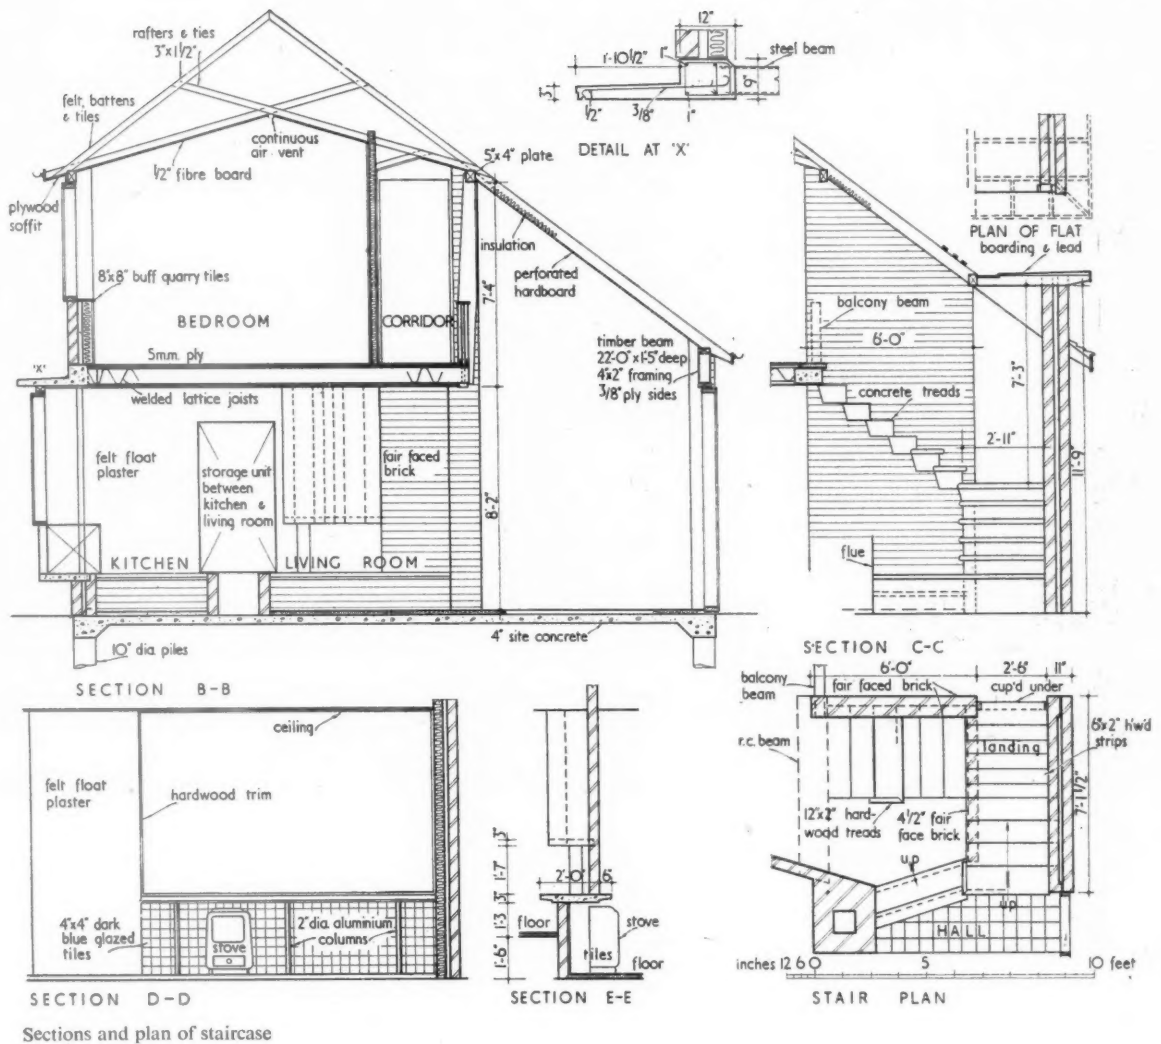 rafters & ties
3"x1½"
felt, battens
& tiles
continuous
air vent
½" fibre board
plywood
soffit
8"x8" buff quarry tiles
BEDROOM
CORRIDOR
5"x4" plate
insulation
perforated
hardboard
7'-4"
timber beam
22'-0" x 1'-5" deep
4"x2" framing
3/8" ply sides
'X'
5mm. ply
welded lattice joists
felt float
plaster
storage unit
between
kitchen &
living room
fair faced
brick
8'-2"
KITCHEN
LIVING ROOM
4" site concrete
10" dia. piles
SECTION B-B
12"
1'-10½"
1"
steel beam
9"
3"
½"
3/8"
1"
DETAIL AT 'X'
PLAN OF FLAT
boarding & lead
balcony beam
6'-0"
7'-3"
concrete treads
2'-11"
11'-9"
flue
SECTION C-C
ceiling
felt float
plaster
hardwood trim
4"x4" dark
blue glazed
tiles
stove
2" dia. aluminium
columns
SECTION D-D
3"
1'-7"
2'-0"
6"
3"
1'-3"
floor
stove
1'-6"
tiles
floor
SECTION E-E
6'-0"
2'-6"
11"
balcony
beam
fair faced brick
cup'd under
r.c. beam
landing
6"x2" h'wd
strips
7'-1½"
12"x2" hard-
wood treads
4½" fair
face brick
up
up
HALL
inches 12 6 0
5
10 feet
STAIR PLAN
Sections and plan of staircase